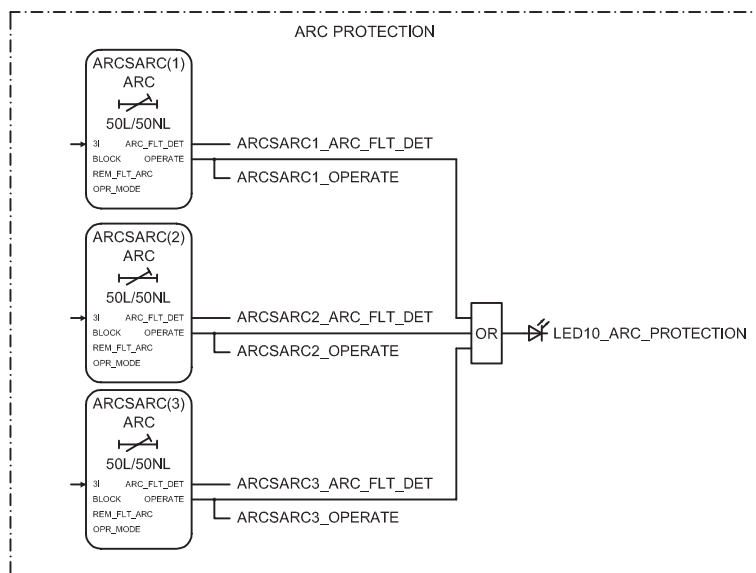 ARC PROTECTION
ARCSARC(1)
ARC
50L/50NL
3I ARC_FLT_DET
BLOCK OPERATE
REM_FLT_ARC
OPR_MODE
ARCSARC1_ARC_FLT_DET
ARCSARC1_OPERATE
ARCSARC(2)
ARC
50L/50NL
3I ARC_FLT_DET
BLOCK OPERATE
REM_FLT_ARC
OPR_MODE
ARCSARC2_ARC_FLT_DET
ARCSARC2_OPERATE
OR
LED10_ARC_PROTECTION
ARCSARC(3)
ARC
50L/50NL
3I ARC_FLT_DET
BLOCK OPERATE
REM_FLT_ARC
OPR_MODE
ARCSARC3_ARC_FLT_DET
ARCSARC3_OPERATE